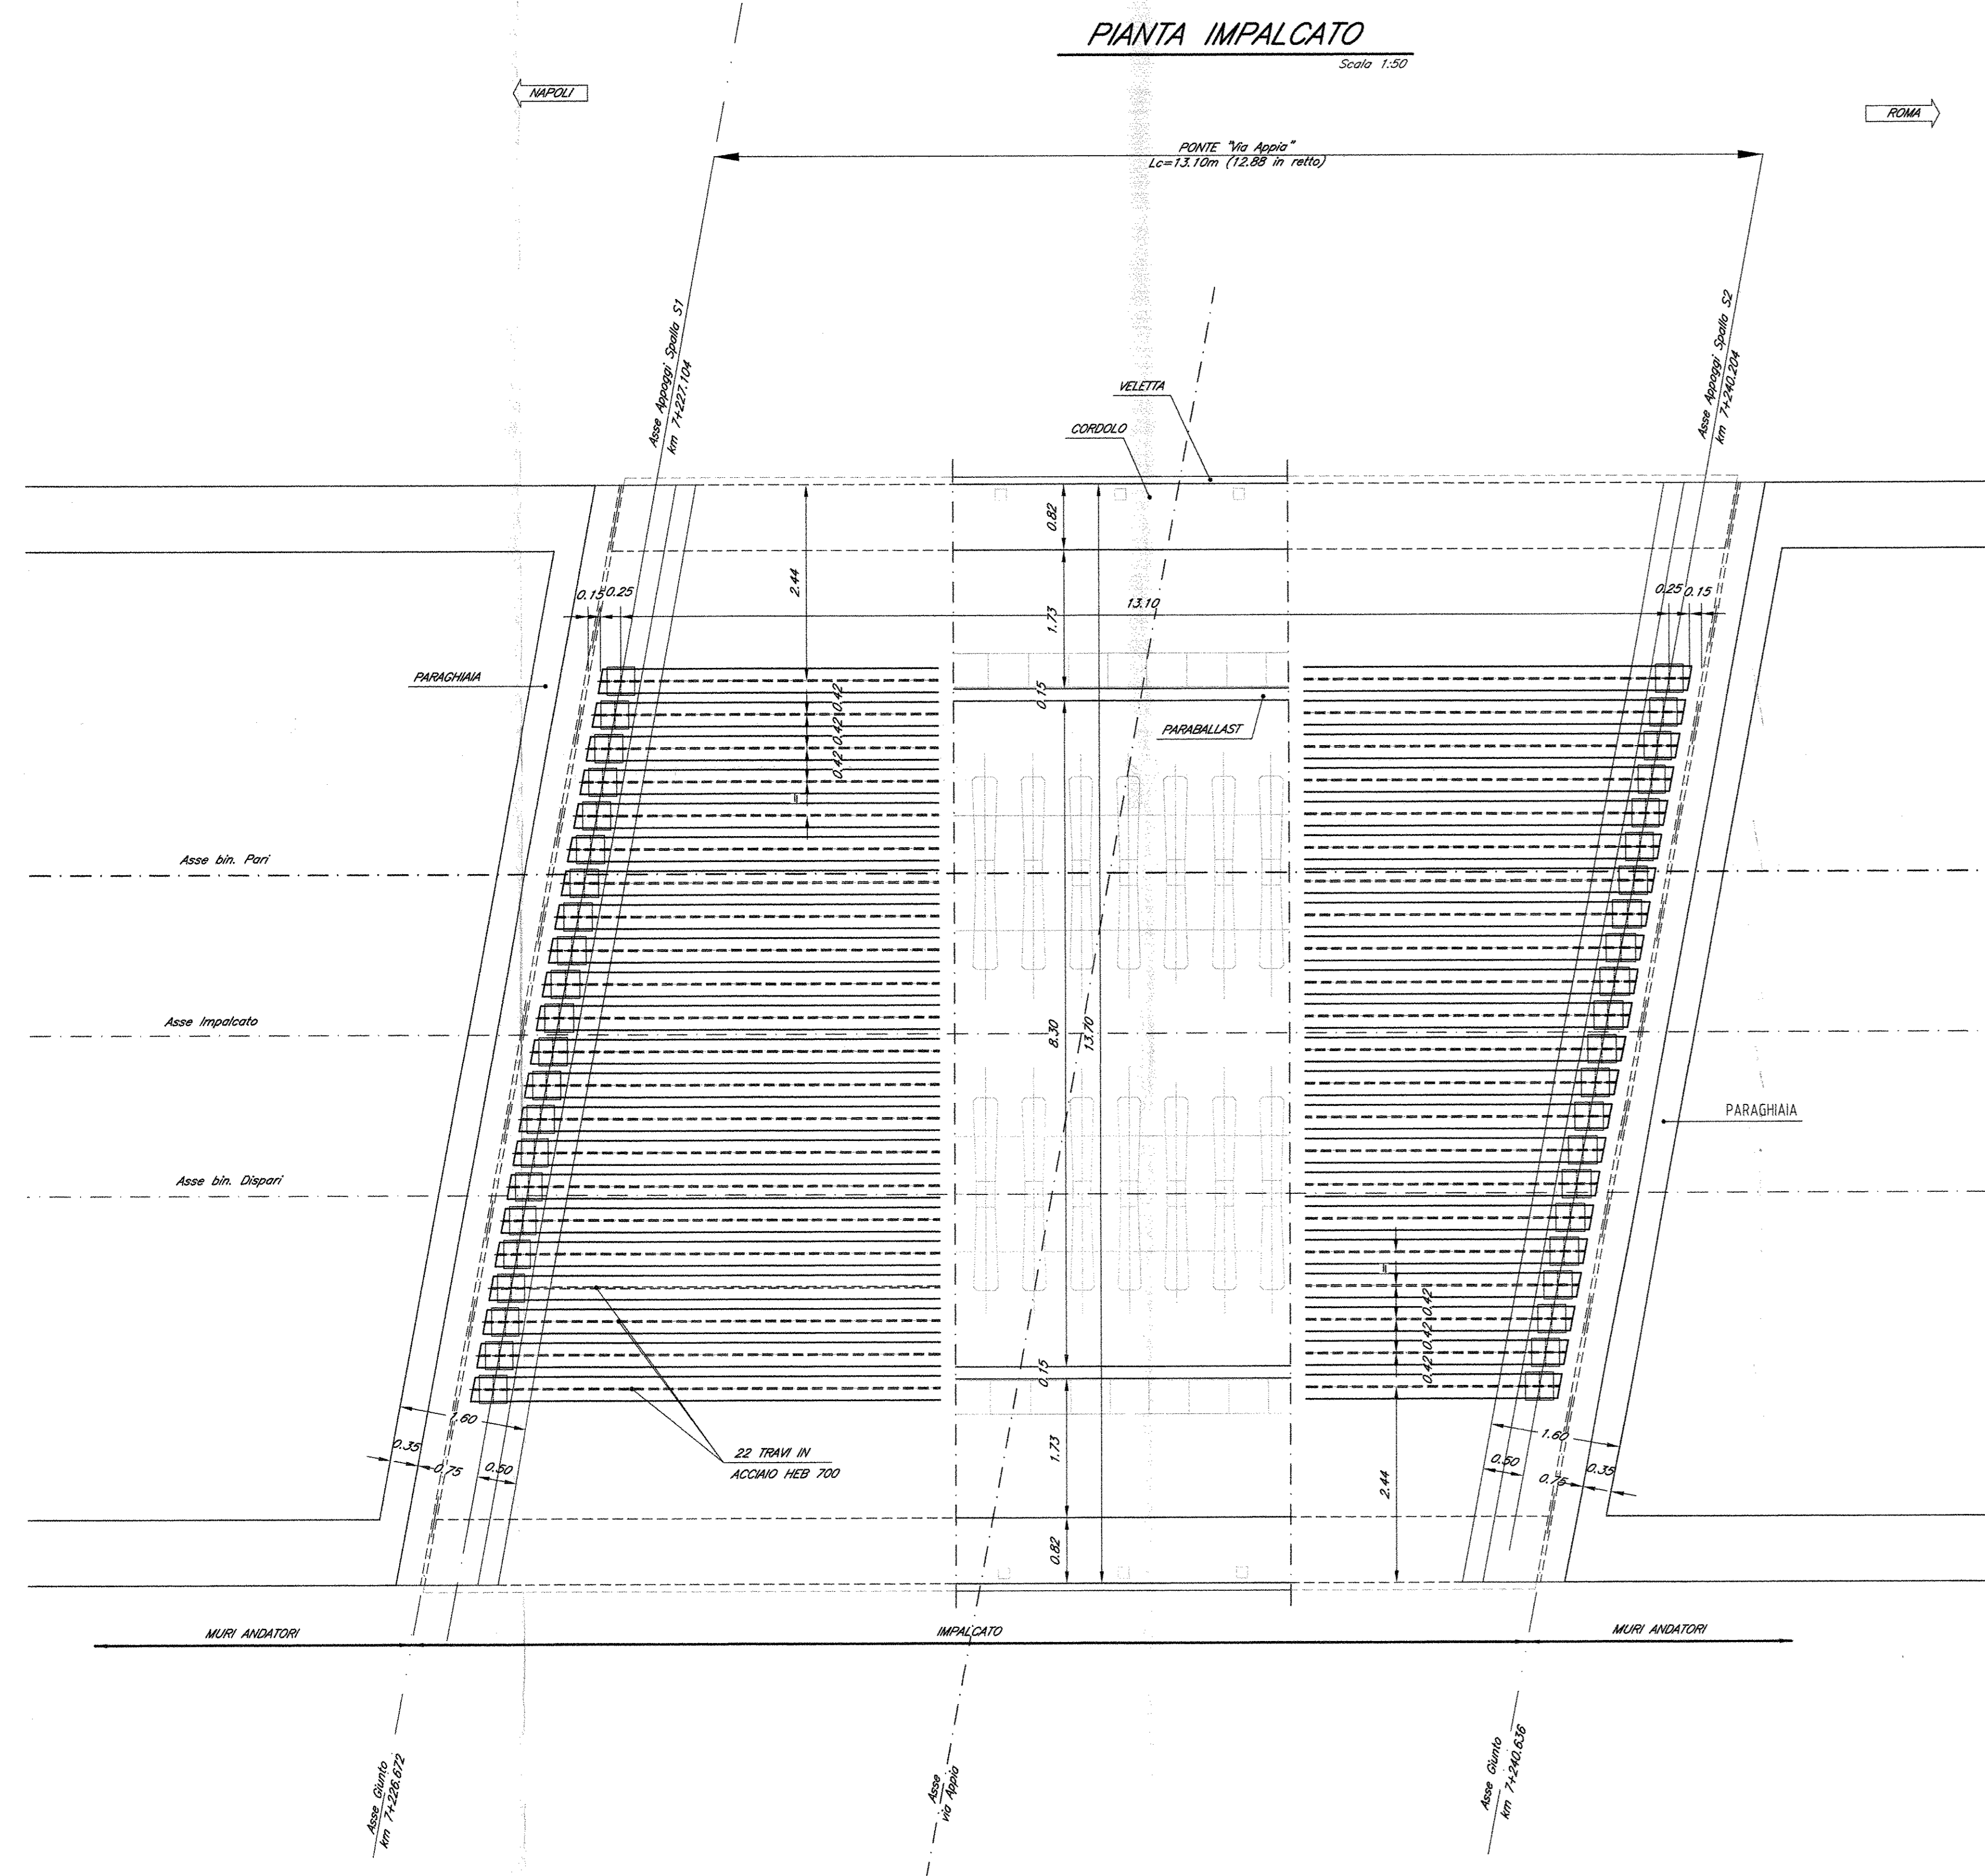 PIANTA IMPALCATO
Scala 1:50
NAPOLI
ROMA
PONTE "Via Appia"
Lc=13.10m (12.88 in retto)
Asse Appoggi Spalla S1
km 7+227.104
Asse Appoggi Spalla S2
km 7+240.204
VELETTA
CORDOLO
0.82
2.44
1.73
13.10
0.15
0.25
0.25
0.15
PARAGHIAIA
0.15
PARABALLAST
0.42
0.42
0.42
=
Asse bin. Pari
Asse Impalcato
8.30
13.70
PARAGHIAIA
Asse bin. Dispari
=
0.42
0.42
0.42
0.15
1.60
0.35
0.75
0.50
22 TRAVI IN
ACCIAIO HEB 700
1.73
2.44
1.60
0.50
0.75
0.35
0.82
MURI ANDATORI
IMPALCATO
MURI ANDATORI
Asse Giunto
km 7+226.672
Asse
via Appia
Asse Giunto
km 7+240.636